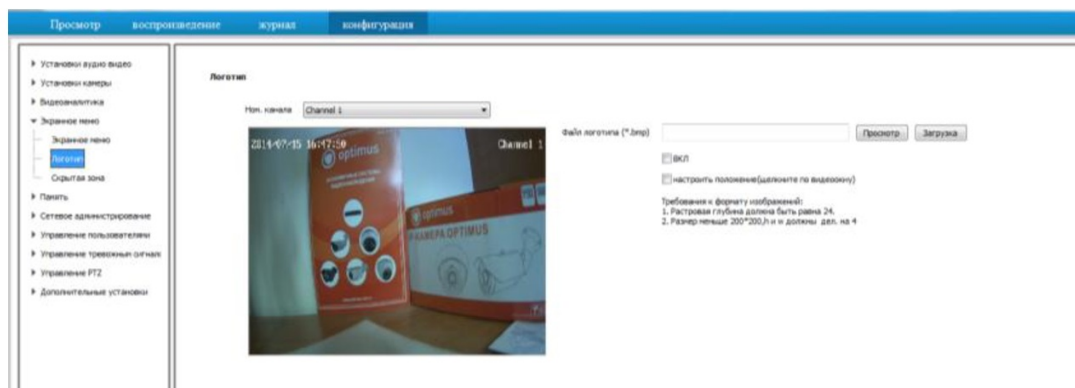 Просмотр воспроизведение журнал конфигурация
Установки аудио видео
Установки камеры
Видеоаналитика
Экранное меню
Экранное меню
Логотип
Скрытая зона
Память
Сетевое администрирование
Управление пользователями
Управление тревожным сигнал
Управление PTZ
Дополнительные установки
Логотип
Ном. канала Channel 1
2014/07/15 16:47:50 Channel 1
optimus
optimus
КАМЕРА OPTIMUS
Файл логотипа (*.bmp) Просмотр Загрузка
ВКЛ
настроить положение(щелкните по видеоокну)
Требования к формату изображений:
1. Растровая глубина должна быть равна 24.
2. Размер меньше 200*200,h и w должны дел. на 4